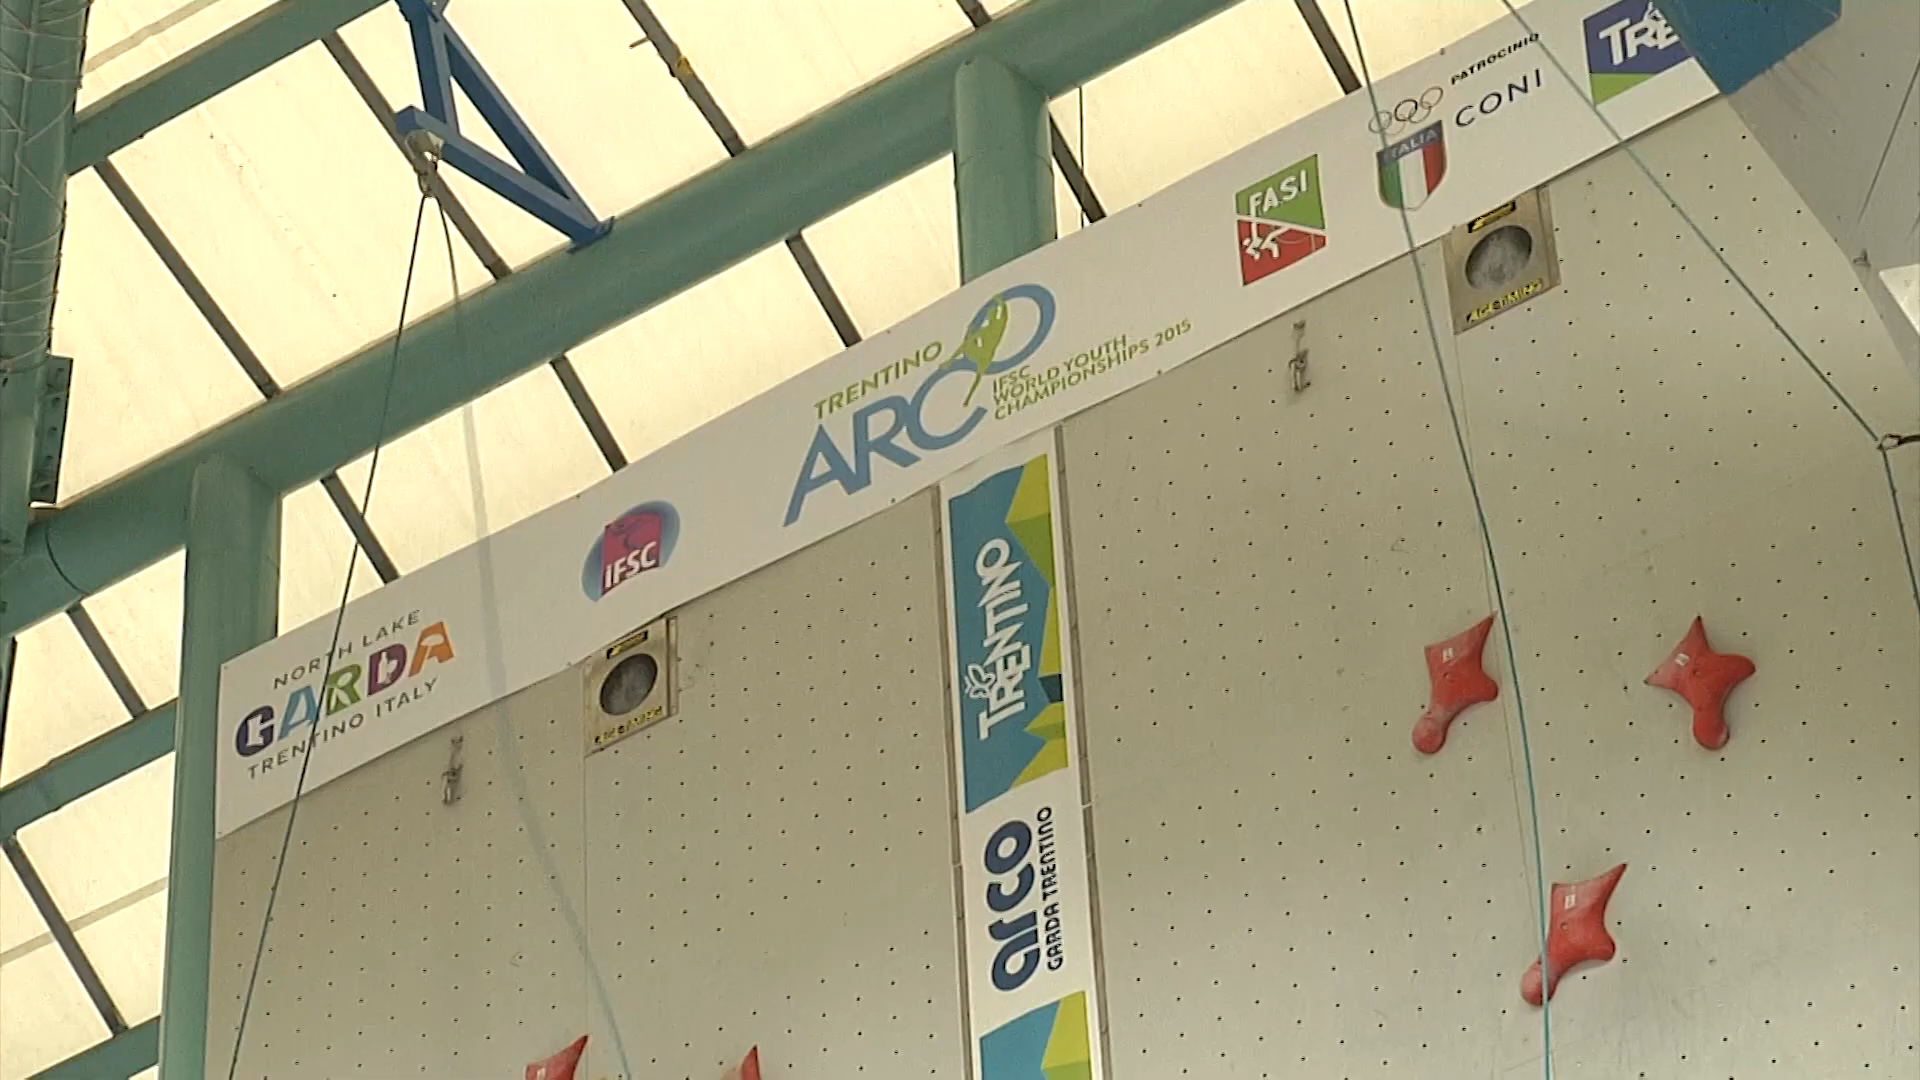 NORTH LAKE
GARDA
TRENTINO ITALY
IFSC
TRENTINO
ARCO
IFSC
WORLD YOUTH
CHAMPIONSHIPS 2015
FASI
ITALIA
PATROCINIO
CONI
TRE
TRENTINO
arco
GARDA TRENTINO